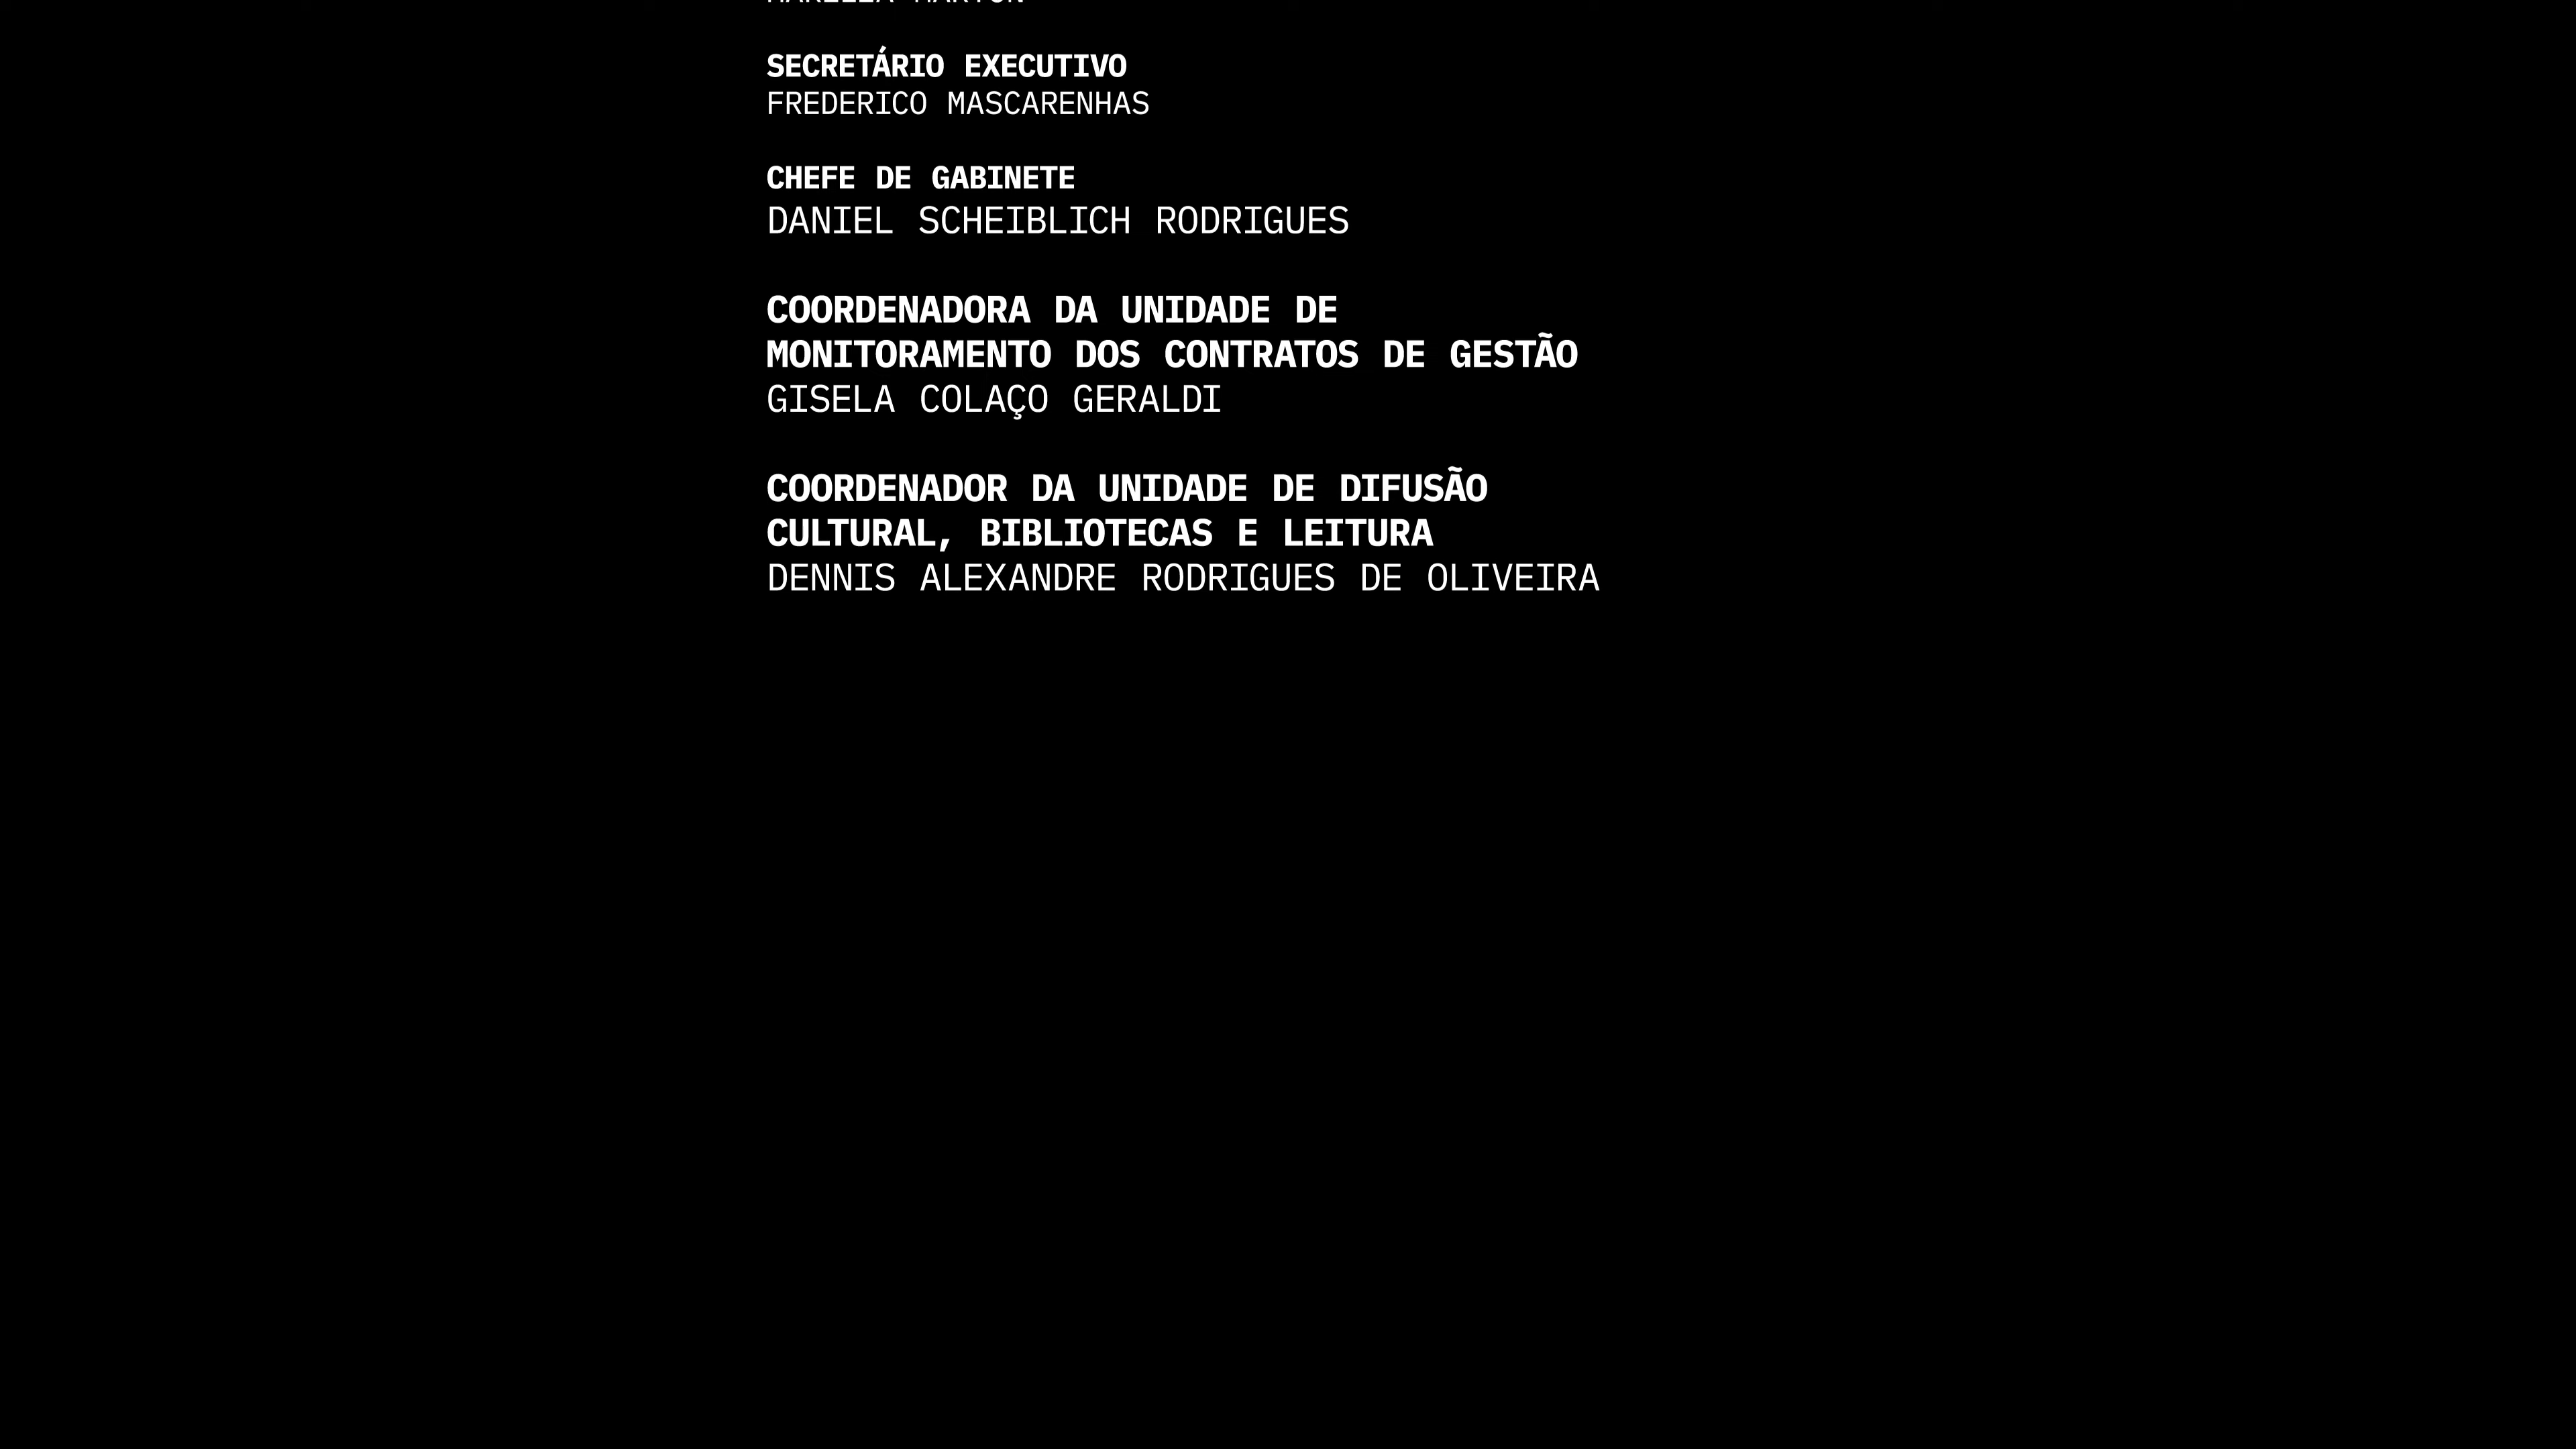 SECRETÁRIO EXECUTIVO
FREDERICO MASCARENHAS
CHEFE DE GABINETE
DANIEL SCHEIBLICH RODRIGUES
COORDENADORA DA UNIDADE DE
MONITORAMENTO DOS CONTRATOS DE GESTÃO
GISELA COLAÇO GERALDI
COORDENADOR DA UNIDADE DE DIFUSÃO
CULTURAL, BIBLIOTECAS E LEITURA
DENNIS ALEXANDRE RODRIGUES DE OLIVEIRA